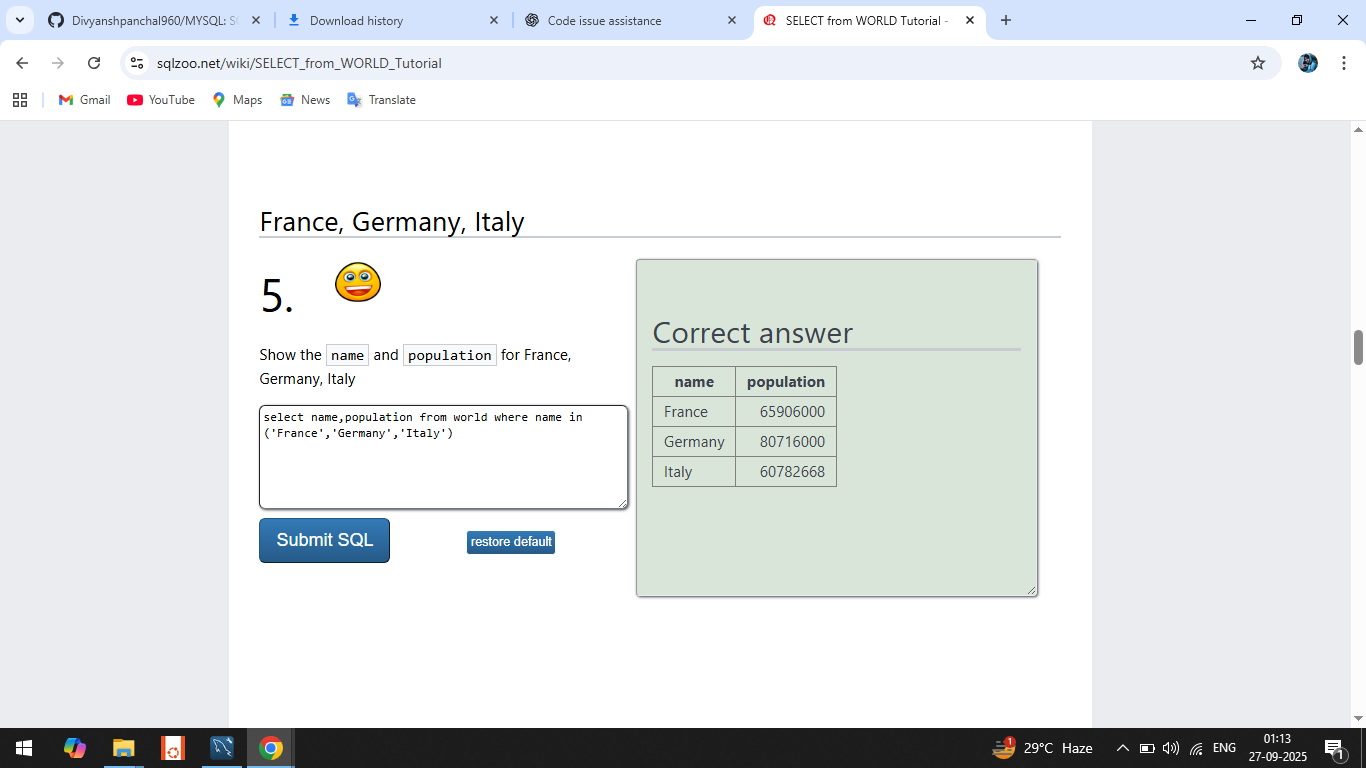 Divyanshpanchal960/MYSQL: S
Download history
Code issue assistance
SELECT from WORLD Tutorial -
sqlzoo.net/wiki/SELECT_from_WORLD_Tutorial
Gmail
YouTube
Maps
News
Translate
France, Germany, Italy
5.
Show the name and population for France,
Germany, Italy
select name,population from world where name in
('France','Germany','Italy')
Submit SQL
restore default
Correct answer
name population
France 65906000
Germany 80716000
Italy 60782668
1
29°C Haze
ENG
01:13
27-09-2025
1